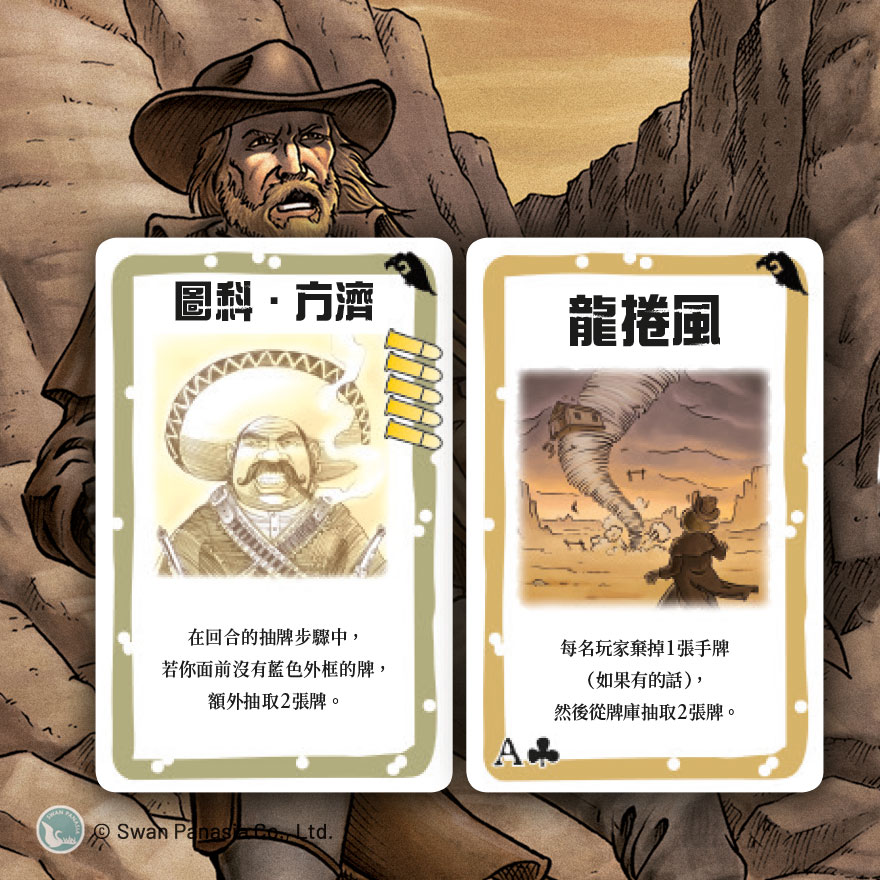 圖科·方濟
在回合的抽牌步驟中，
若你面前沒有藍色外框的牌，
額外抽取2張牌。
龍捲風
每名玩家棄掉1張手牌
（如果有的話），
然後從牌庫抽取2張牌。
A♣
SWAN PANASIA
© Swan Panasia Co., Ltd.